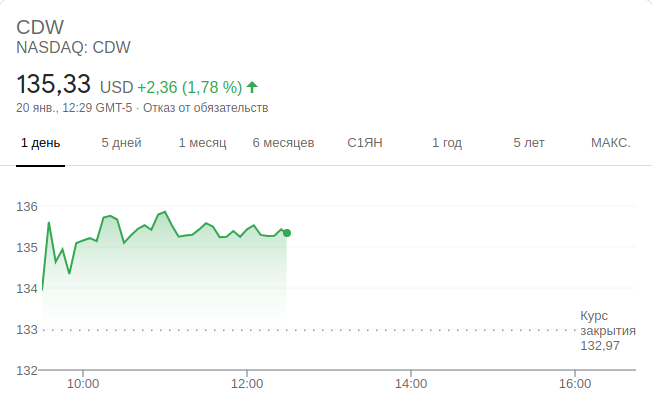 CDW
NASDAQ: CDW
135,33 USD +2,36 (1,78 %)
20 янв., 12:29 GMT-5 · Отказ от обязательств
1 день 5 дней 1 месяц 6 месяцев С1ЯН 1 год 5 лет МАКС.
136
135
134
Курс
133 закрытия
132,97
132
10:00 12:00 14:00 16:00